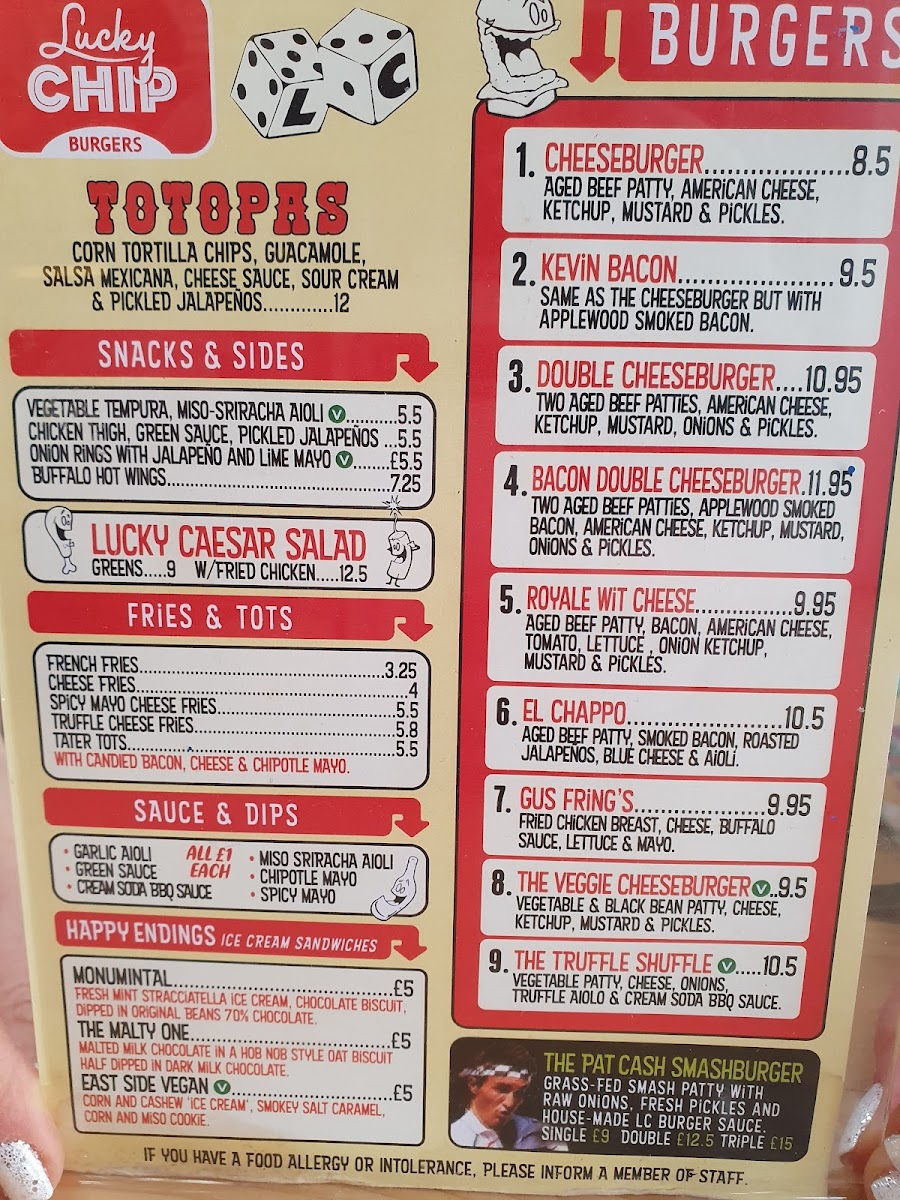 Lucky
CHIP
BURGERS
L C
TOTOPAS
CORN TORTILLA CHIPS, GUACAMOLE,
SALSA MEXICANA, CHEESE SAUCE, SOUR CREAM
& PICKLED JALAPEÑOS.............12
SNACKS & SIDES
VEGETABLE TEMPURA, MISO-SRIRACHA AIOLI V..........5.5
CHICKEN THIGH, GREEN SAUCE, PICKLED JALAPEÑOS ...5.5
ONION RINGS WITH JALAPEÑO AND LIME MAYO V.......£5.5
BUFFALO HOT WINGS..........................................7.25
LUCKY CAESAR SALAD
GREENS.....9 W/FRIED CHICKEN.....12.5
FRIES & TOTS
FRENCH FRIES..............................................3.25
CHEESE FRIES....................................................4
SPICY MAYO CHEESE FRIES................................5.5
TRUFFLE CHEESE FRIES.....................................5.8
TATER TOTS..................................................5.5
WITH CANDIED BACON, CHEESE & CHIPOTLE MAYO.
SAUCE & DIPS
• GARLIC AIOLI
• GREEN SAUCE
• CREAM SODA BBQ SAUCE
ALL £1
EACH
• MISO SRIRACHA AIOLI
• CHIPOTLE MAYO
• SPICY MAYO
HAPPY ENDINGS ICE CREAM SANDWICHES
MONUMINTAL..........................................£5
FRESH MINT STRACCIATELLA ICE CREAM, CHOCOLATE BISCUIT,
DIPPED IN ORIGINAL BEANS 70% CHOCOLATE.
THE MALTY ONE......................................£5
MALTED MILK CHOCOLATE IN A HOB NOB STYLE OAT BISCUIT
HALF DIPPED IN DARK MILK CHOCOLATE.
EAST SIDE VEGAN V................................£5
CORN AND CASHEW 'ICE CREAM', SMOKEY SALT CARAMEL,
CORN AND MISO COOKIE.
BURGERS
1. CHEESEBURGER....................8.5
AGED BEEF PATTY, AMERICAN CHEESE,
KETCHUP, MUSTARD & PICKLES.
2. KEVIN BACON......................9.5
SAME AS THE CHEESEBURGER BUT WITH
APPLEWOOD SMOKED BACON.
3. DOUBLE CHEESEBURGER....10.95
TWO AGED BEEF PATTIES, AMERICAN CHEESE,
KETCHUP, MUSTARD, ONIONS & PICKLES.
4. BACON DOUBLE CHEESEBURGER.11.95
TWO AGED BEEF PATTIES, APPLEWOOD SMOKED
BACON, AMERICAN CHEESE, KETCHUP, MUSTARD,
ONIONS & PICKLES.
5. ROYALE WIT CHEESE..............9.95
AGED BEEF PATTY, BACON, AMERICAN CHEESE,
TOMATO, LETTUCE , ONION KETCHUP,
MUSTARD & PICKLES.
6. EL CHAPPO.......................10.5
AGED BEEF PATTY, SMOKED BACON, ROASTED
JALAPENOS, BLUE CHEESE & AIOLI.
7. GUS FRING'S...................9.95
FRIED CHICKEN BREAST, CHEESE, BUFFALO
SAUCE, LETTUCE & MAYO.
8. THE VEGGIE CHEESEBURGER V..9.5
VEGETABLE & BLACK BEAN PATTY, CHEESE,
KETCHUP, MUSTARD & PICKLES.
9. THE TRUFFLE SHUFFLE V.....10.5
VEGETABLE PATTY, CHEESE, ONIONS,
TRUFFLE AIOLO & CREAM SODA BBQ SAUCE.
THE PAT CASH SMASHBURGER
GRASS-FED SMASH PATTY WITH
RAW ONIONS, FRESH PICKLES AND
HOUSE-MADE LC BURGER SAUCE.
SINGLE £9 DOUBLE £12.5 TRIPLE £15
IF YOU HAVE A FOOD ALLERGY OR INTOLERANCE, PLEASE INFORM A MEMBER OF STAFF.